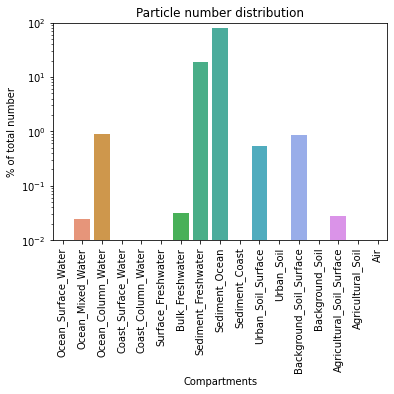 Particle number distribution
% of total number
10²
10¹
10⁰
10⁻¹
10⁻²
Ocean_Surface_Water
Ocean_Mixed_Water
Ocean_Column_Water
Coast_Surface_Water
Coast_Column_Water
Surface_Freshwater
Bulk_Freshwater
Sediment_Freshwater
Sediment_Ocean
Sediment_Coast
Urban_Soil_Surface
Urban_Soil
Background_Soil_Surface
Background_Soil
Agricultural_Soil_Surface
Agricultural_Soil
Air
Compartments